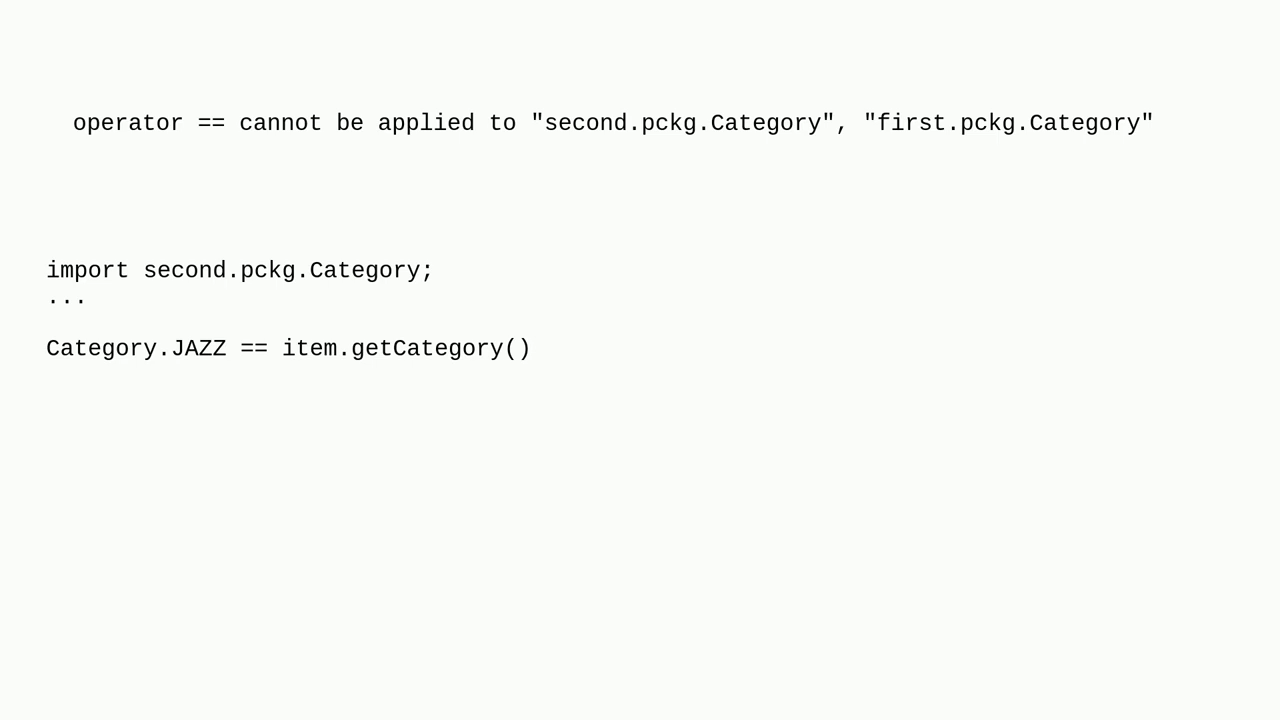 operator == cannot be applied to "second.pckg.Category", "first.pckg.Category"
import second.pckg.Category;
...
Category.JAZZ == item.getCategory()